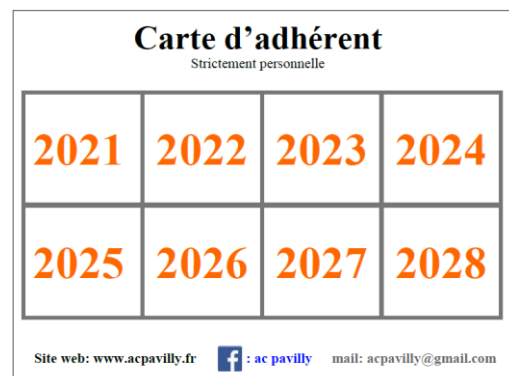 Carte d’adhérent
Strictement personnelle
2021 2022 2023 2024
2025 2026 2027 2028
Site web: www.acpavilly.fr f : ac pavilly mail: acpavilly@gmail.com